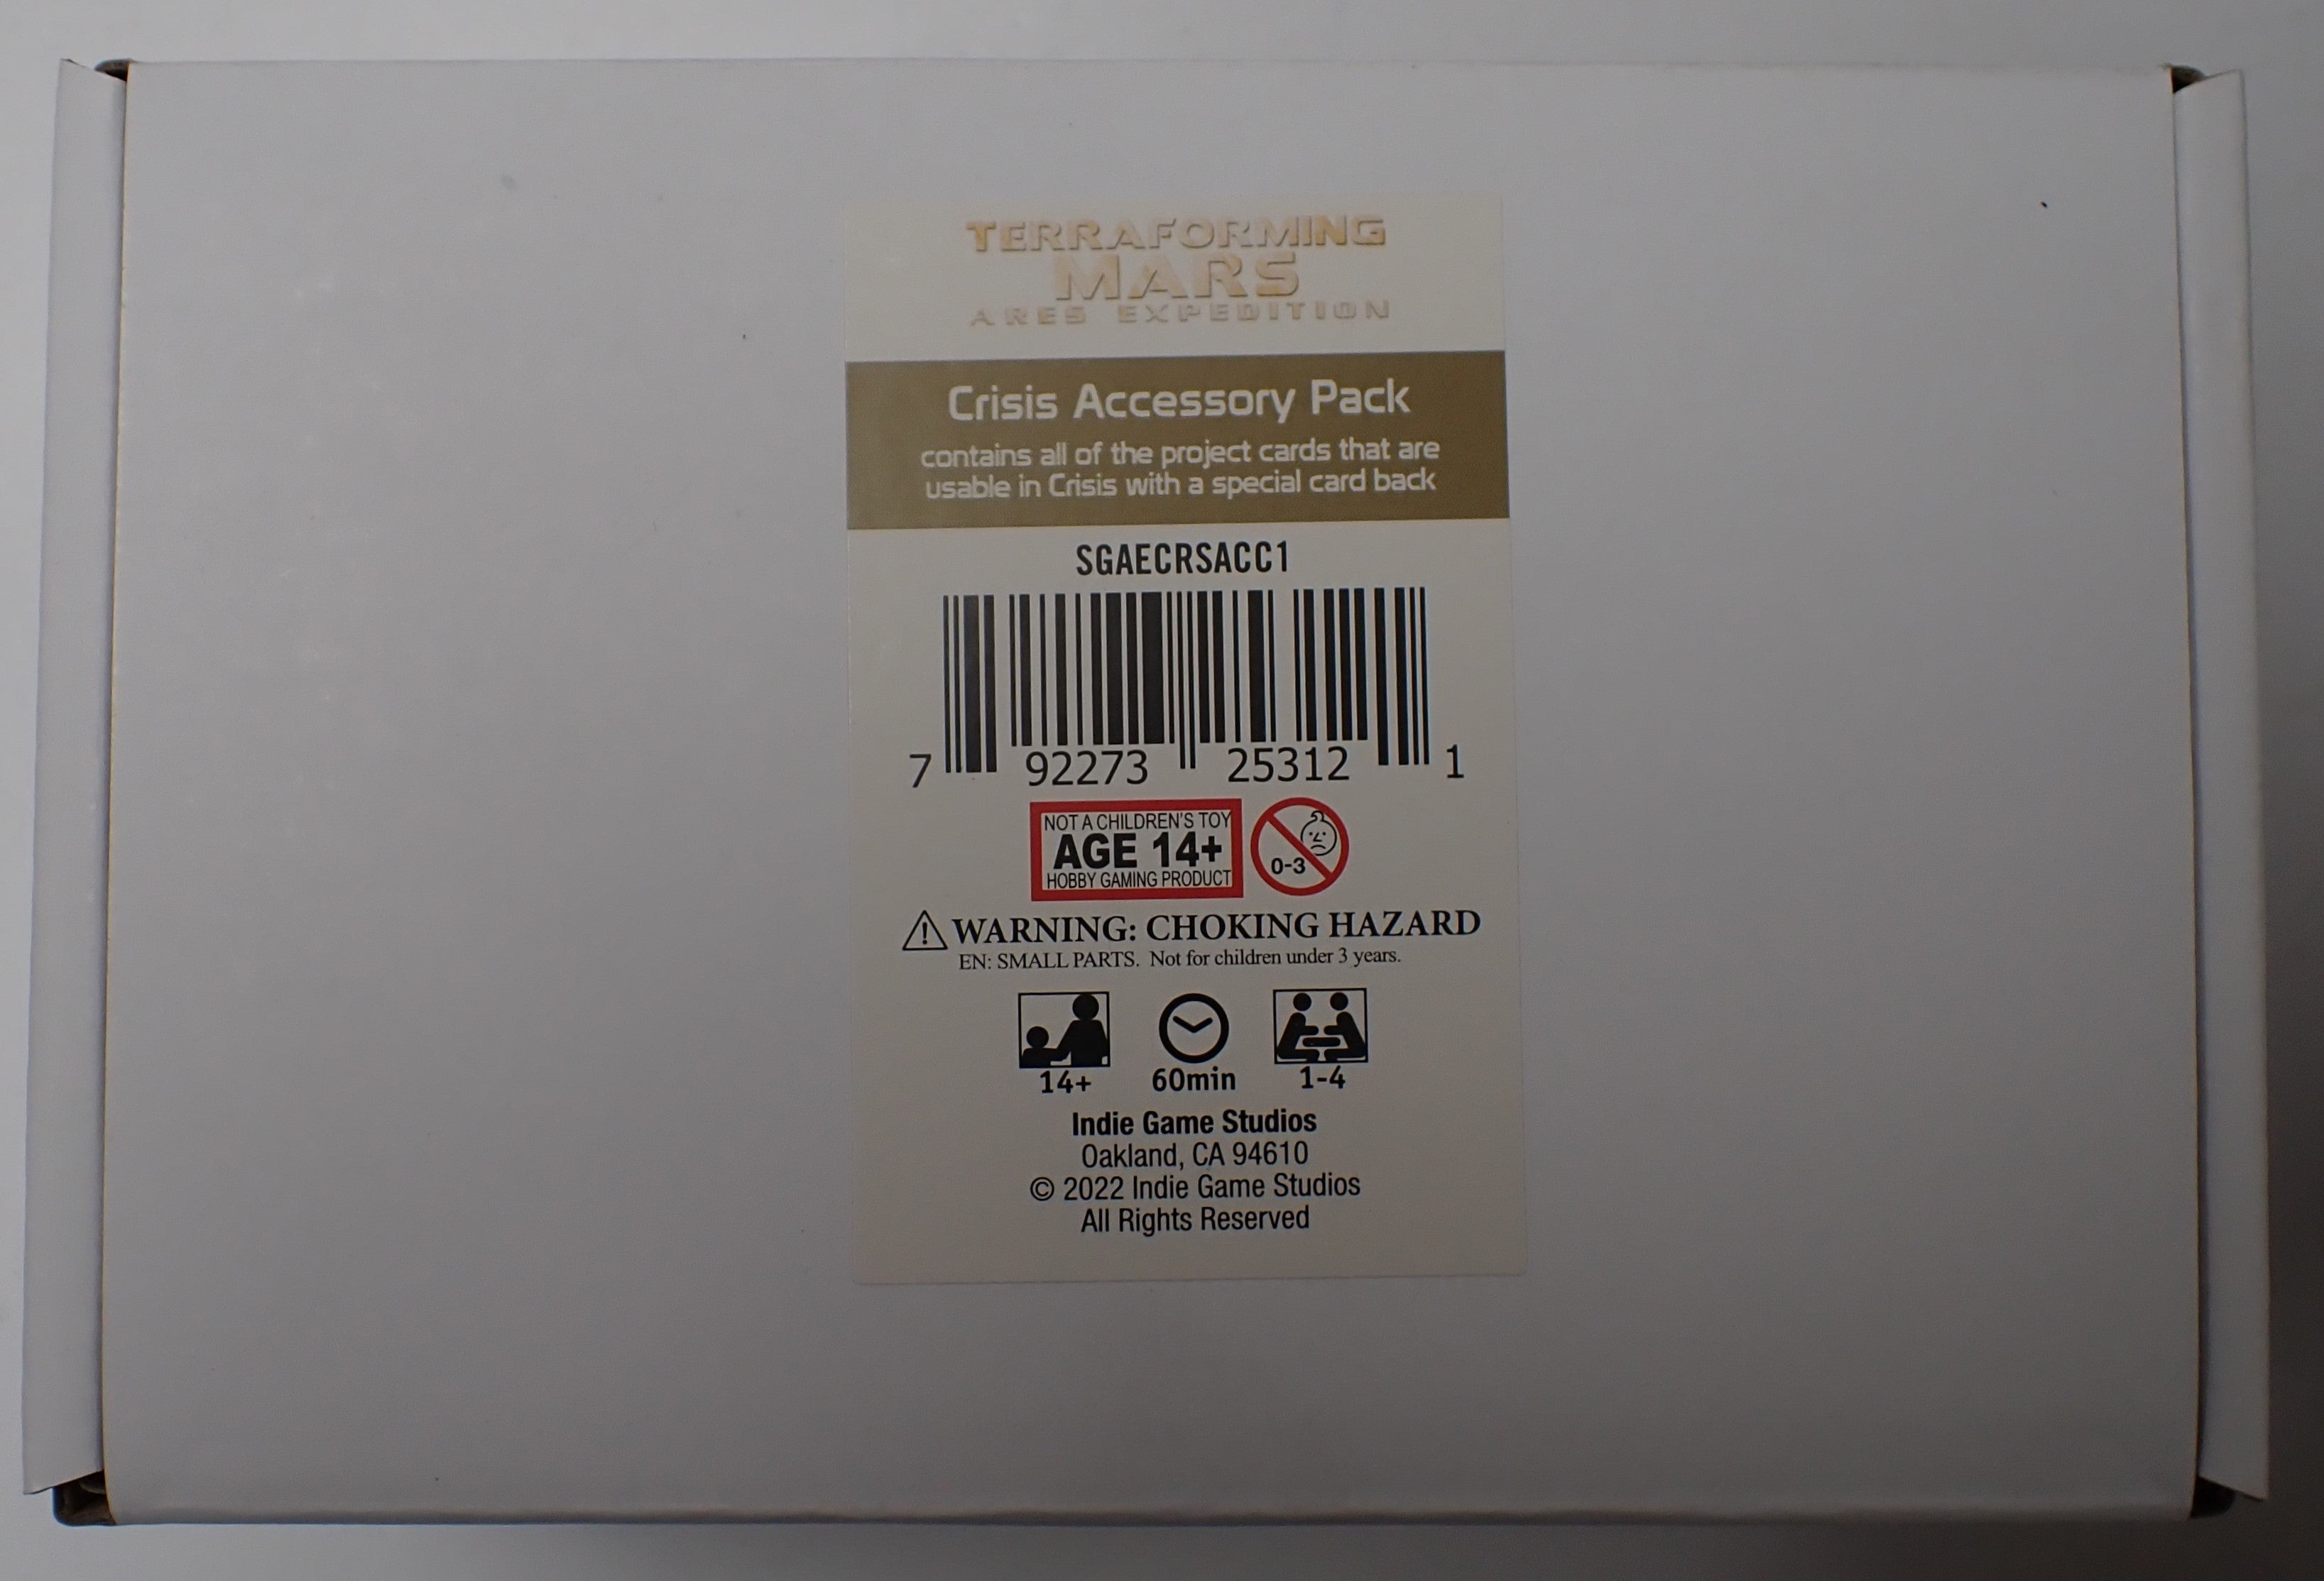 TERRAFORMING
MARS
ARES EXPEDITION
Crisis Accessory Pack
contains all of the project cards that are
usable in Crisis with a special card back
SGAECRSACC1
7 92273 25312 1
NOT A CHILDREN'S TOY
AGE 14+
HOBBY GAMING PRODUCT
0-3
WARNING: CHOKING HAZARD
EN: SMALL PARTS. Not for children under 3 years.
14+ 60min 1-4
Indie Game Studios
Oakland, CA 94610
© 2022 Indie Game Studios
All Rights Reserved